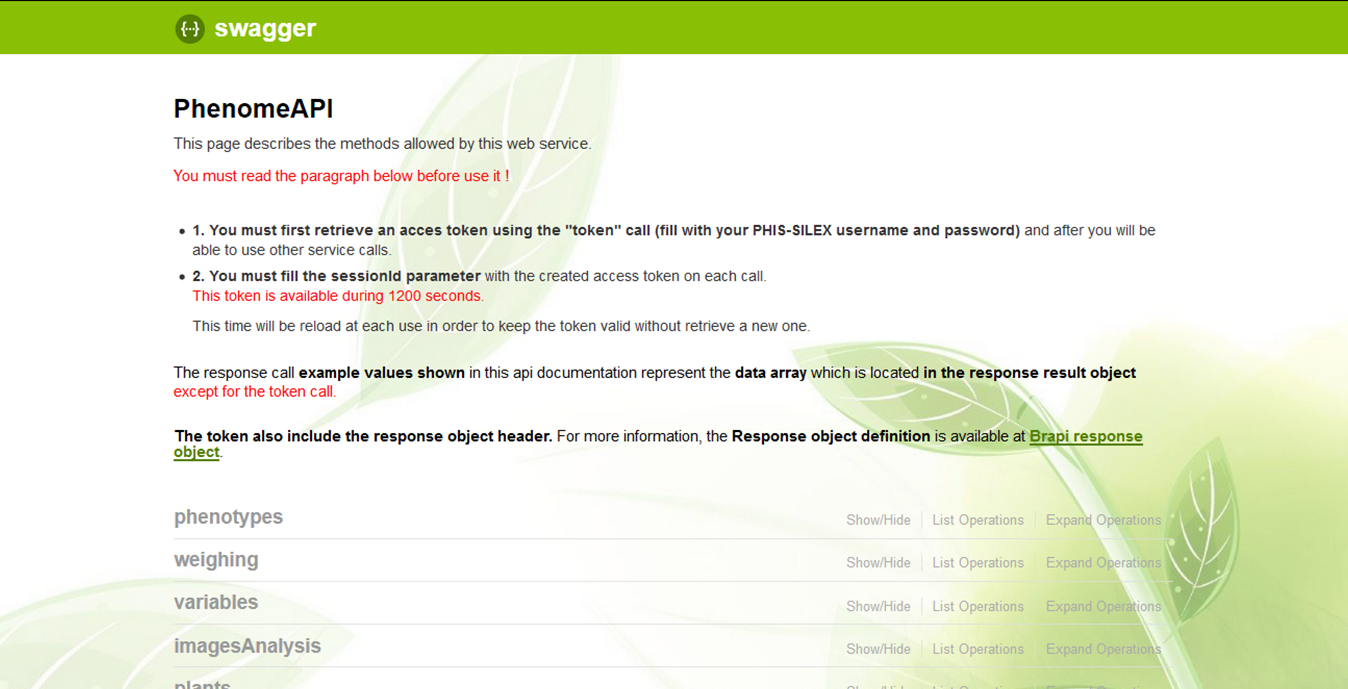 {···} swagger
PhenomeAPI
This page describes the methods allowed by this web service.
You must read the paragraph below before use it !
• 1. You must first retrieve an acces token using the "token" call (fill with your PHIS-SILEX username and password) and after you will be
able to use other service calls.
• 2. You must fill the sessionId parameter with the created access token on each call.
This token is available during 1200 seconds.
This time will be reload at each use in order to keep the token valid without retrieve a new one.
The response call example values shown in this api documentation represent the data array which is located in the response result object
except for the token call.
The token also include the response object header. For more information, the Response object definition is available at Brapi response
object.
phenotypes Show/Hide List Operations Expand Operations
weighing Show/Hide List Operations Expand Operations
variables Show/Hide List Operations Expand Operations
imagesAnalysis Show/Hide List Operations Expand Operations
plants Show/Hide List Operations Expand Operations